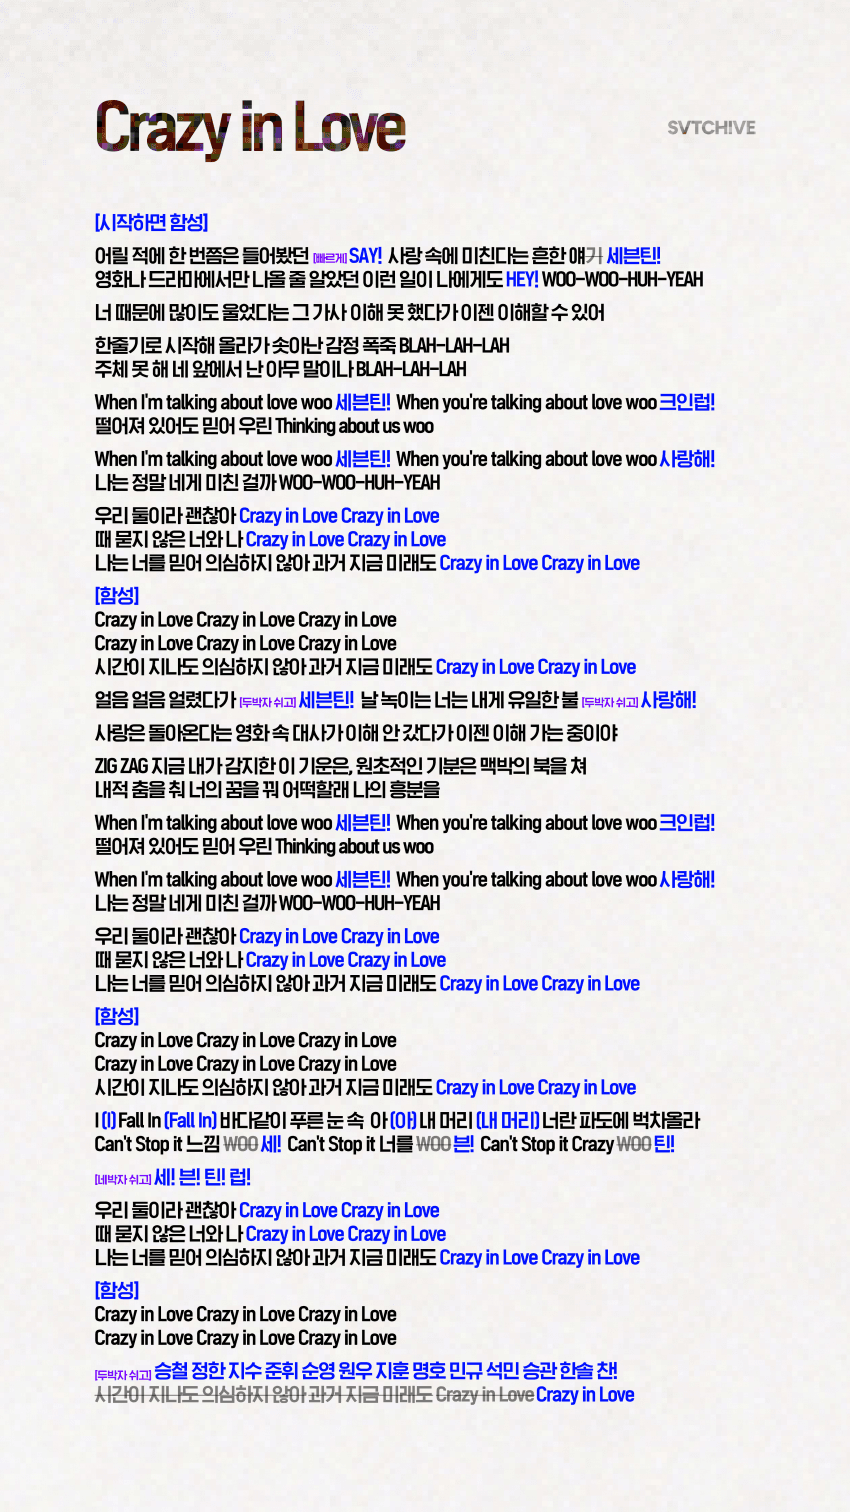 Crazy in Love
SVTCH!VE
[시작하면 함성]
어릴 적에 한 번쯤은 들어봤던 [빠르게] SAY! 사랑 속에 미친다는 흔한 얘기 세븐틴!
영화나 드라마에서만 나올 줄 알았던 이런 일이 나에게도 HEY! WOO-WOO-HUH-YEAH
너 때문에 많이도 울었다는 그 가사 이해 못 했다가 이젠 이해할 수 있어
한줄기로 시작해 올라가 솟아난 감정 폭죽 BLAH-LAH-LAH
주체 못 해 네 앞에서 난 아무 말이나 BLAH-LAH-LAH
When I'm talking about love woo 세븐틴! When you're talking about love woo 크인럽!
떨어져 있어도 믿어 우린 Thinking about us woo
When I'm talking about love woo 세븐틴! When you're talking about love woo 사랑해!
나는 정말 네게 미친 걸까 WOO-WOO-HUH-YEAH
우리 둘이라 괜찮아 Crazy in Love Crazy in Love
때 묻지 않은 너와 나 Crazy in Love Crazy in Love
나는 너를 믿어 의심하지 않아 과거 지금 미래도 Crazy in Love Crazy in Love
[함성]
Crazy in Love Crazy in Love Crazy in Love
Crazy in Love Crazy in Love Crazy in Love
시간이 지나도 의심하지 않아 과거 지금 미래도 Crazy in Love Crazy in Love
얼음 얼음 얼렸다가 [두박자 쉬고] 세븐틴! 날 녹이는 너는 내게 유일한 불 [두박자 쉬고] 사랑해!
사랑은 돌아온다는 영화 속 대사가 이해 안 갔다가 이젠 이해 가는 중이야
ZIG ZAG 지금 내가 감지한 이 기운은, 원초적인 기분은 맥박의 북을 쳐
내적 춤을 춰 너의 꿈을 꿔 어떡할래 나의 흥분을
When I'm talking about love woo 세븐틴! When you're talking about love woo 크인럽!
떨어져 있어도 믿어 우린 Thinking about us woo
When I'm talking about love woo 세븐틴! When you're talking about love woo 사랑해!
나는 정말 네게 미친 걸까 WOO-WOO-HUH-YEAH
우리 둘이라 괜찮아 Crazy in Love Crazy in Love
때 묻지 않은 너와 나 Crazy in Love Crazy in Love
나는 너를 믿어 의심하지 않아 과거 지금 미래도 Crazy in Love Crazy in Love
[함성]
Crazy in Love Crazy in Love Crazy in Love
Crazy in Love Crazy in Love Crazy in Love
시간이 지나도 의심하지 않아 과거 지금 미래도 Crazy in Love Crazy in Love
I (I) Fall In (Fall In) 바다같이 푸른 눈 속 아 (아) 내 머리 (내 머리) 너란 파도에 벅차올라
Can't Stop it 느낌 WOO 세! Can't Stop it 너를 WOO 븐! Can't Stop it Crazy WOO 틴!
[네박자 쉬고] 세! 븐! 틴! 럽!
우리 둘이라 괜찮아 Crazy in Love Crazy in Love
때 묻지 않은 너와 나 Crazy in Love Crazy in Love
나는 너를 믿어 의심하지 않아 과거 지금 미래도 Crazy in Love Crazy in Love
[함성]
Crazy in Love Crazy in Love Crazy in Love
Crazy in Love Crazy in Love Crazy in Love
[두박자 쉬고] 승철 정한 지수 준휘 순영 원우 지훈 명호 민규 석민 승관 한솔 찬!
시간이 지나도 의심하지 않아 과거 지금 미래도 Crazy in Love Crazy in Love